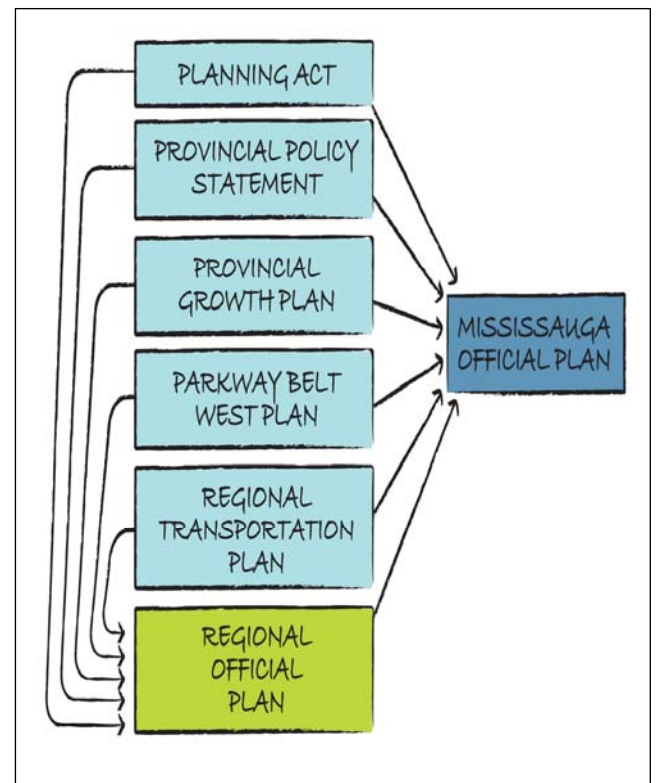 PLANNING ACT
PROVINCIAL POLICY
STATEMENT
PROVINCIAL
GROWTH PLAN
PARKWAY BELT
WEST PLAN
REGIONAL
TRANSPORTATION
PLAN
REGIONAL
OFFICIAL
PLAN
MISSISSAUGA
OFFICIAL PLAN